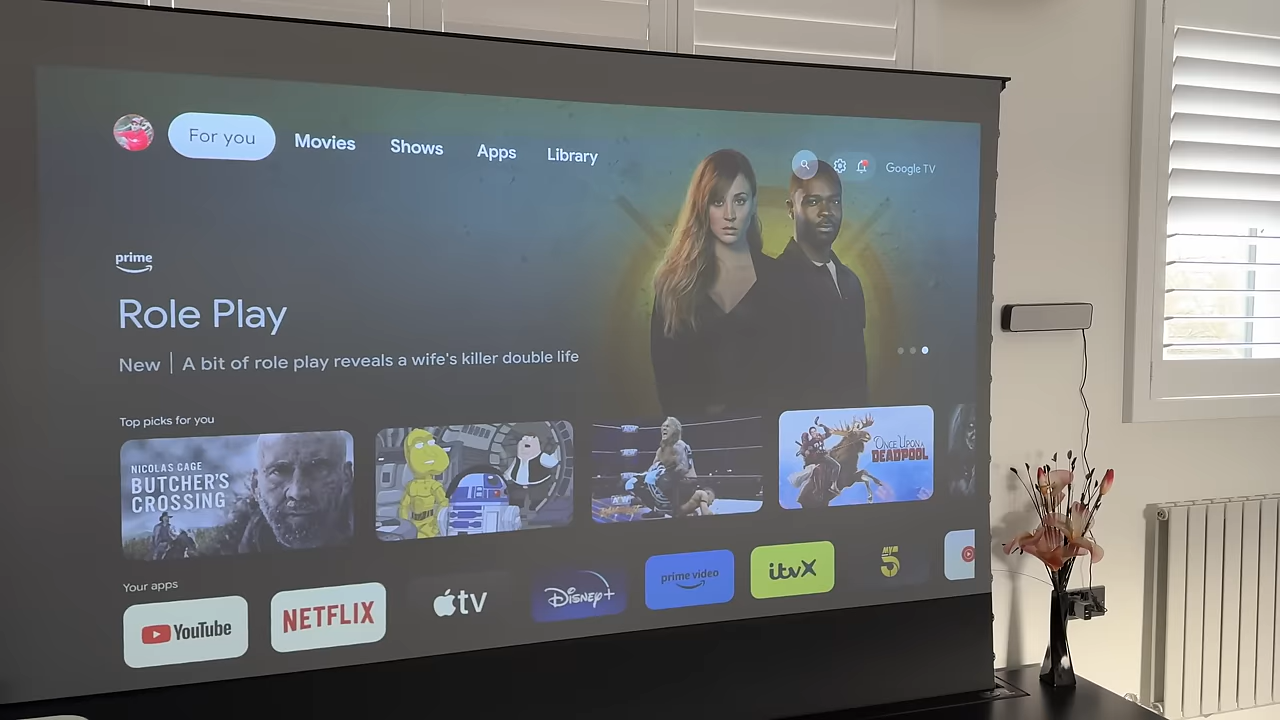 For you
Movies
Shows
Apps
Library
Google TV
prime
Role Play
New | A bit of role play reveals a wife's killer double life
Top picks for you
NICOLAS CAGE
BUTCHER'S
CROSSING
ONCE UPON A
DEADPOOL
Your apps
YouTube
NETFLIX
tv
Disney+
prime video
itvX
MY5